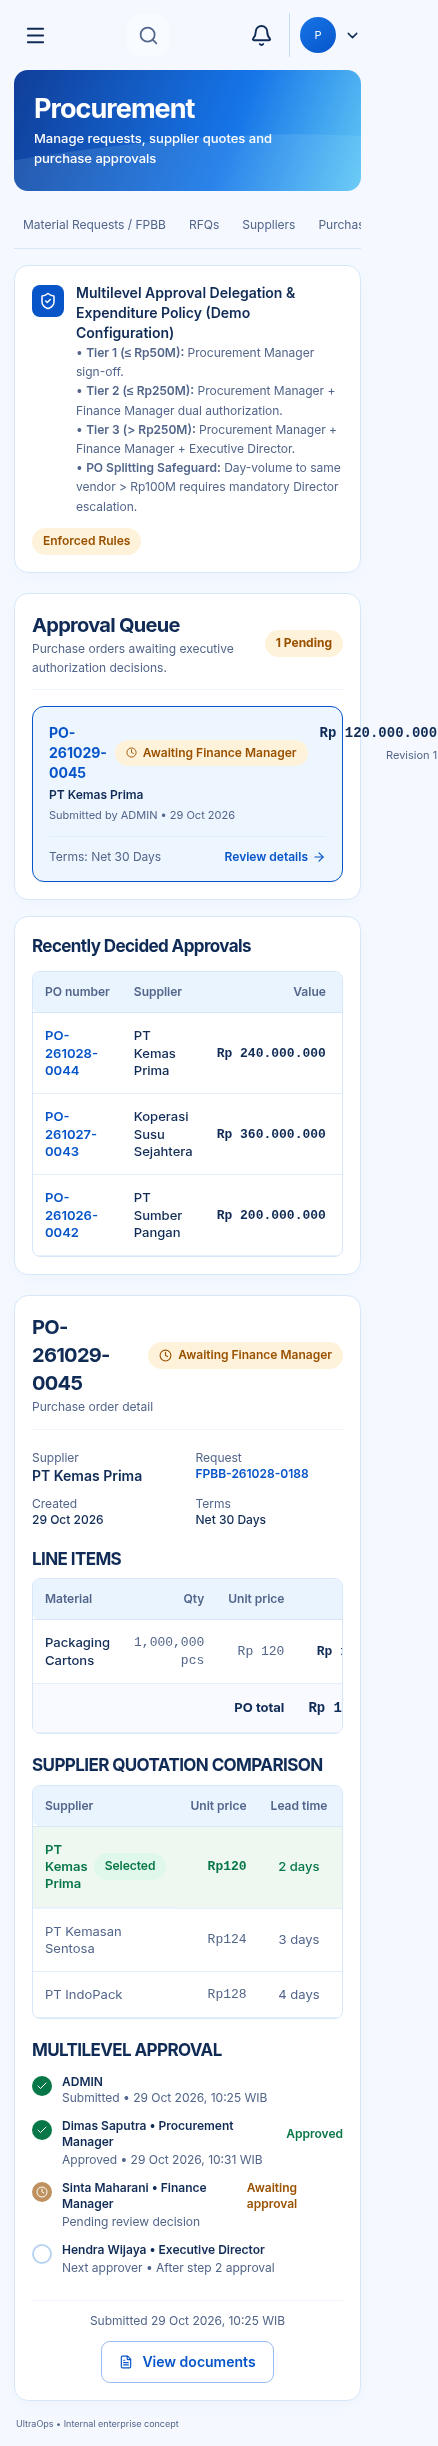 P
Procurement
Manage requests, supplier quotes and
purchase approvals
Material Requests / FPBB RFQs Suppliers Purchas
Multilevel Approval Delegation &
Expenditure Policy (Demo
Configuration)
• Tier 1 (≤ Rp50M): Procurement Manager
sign-off.
• Tier 2 (≤ Rp250M): Procurement Manager +
Finance Manager dual authorization.
• Tier 3 (> Rp250M): Procurement Manager +
Finance Manager + Executive Director.
• PO Splitting Safeguard: Day-volume to same
vendor > Rp100M requires mandatory Director
escalation.
Enforced Rules
Approval Queue
Purchase orders awaiting executive
authorization decisions.
1 Pending
PO-
261029-
0045
Awaiting Finance Manager
Rp 120.000.000
Revision 1
PT Kemas Prima
Submitted by ADMIN • 29 Oct 2026
Terms: Net 30 Days Review details →
Recently Decided Approvals
PO number Supplier Value
PO-
261028-
0044
PT
Kemas
Prima
Rp 240.000.000
PO-
261027-
0043
Koperasi
Susu
Sejahtera
Rp 360.000.000
PO-
261026-
0042
PT
Sumber
Pangan
Rp 200.000.000
PO-
261029-
0045
Awaiting Finance Manager
Purchase order detail
Supplier Request
PT Kemas Prima FPBB-261028-0188
Created Terms
29 Oct 2026 Net 30 Days
LINE ITEMS
Material Qty Unit price
Packaging
Cartons
1,000,000
pcs
Rp 120
Rp
PO total Rp 1
SUPPLIER QUOTATION COMPARISON
Supplier Unit price Lead time
PT
Kemas
Prima
Selected
Rp120 2 days
PT Kemasan
Sentosa
Rp124 3 days
PT IndoPack Rp128 4 days
MULTILEVEL APPROVAL
ADMIN
Submitted • 29 Oct 2026, 10:25 WIB
Dimas Saputra • Procurement
Manager
Approved
Approved • 29 Oct 2026, 10:31 WIB
Sinta Maharani • Finance
Manager
Awaiting
approval
Pending review decision
Hendra Wijaya • Executive Director
Next approver • After step 2 approval
Submitted 29 Oct 2026, 10:25 WIB
View documents
UltraOps • Internal enterprise concept